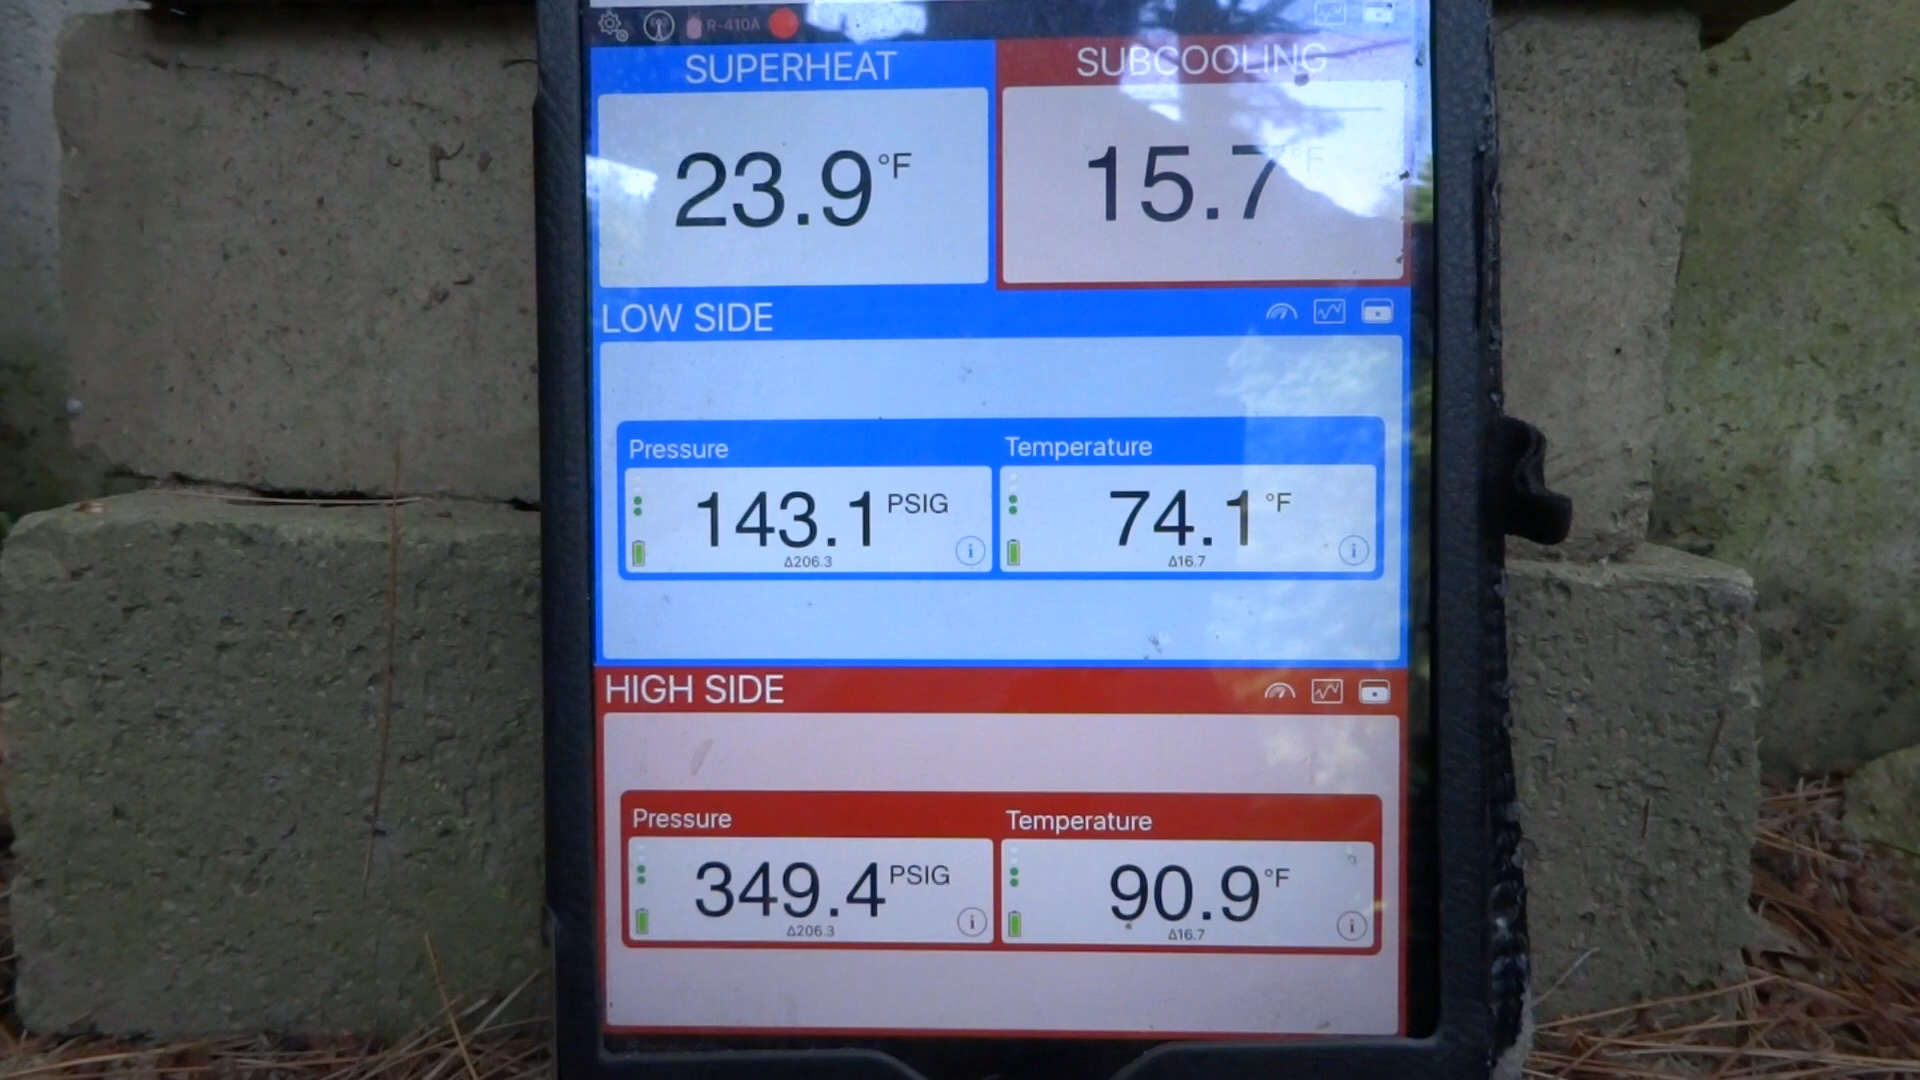 R-410A
SUPERHEAT
SUBCOOLING
23.9 °F
15.7 °F
LOW SIDE
Pressure
Temperature
143.1 PSIG
74.1 °F
Δ206.3
Δ16.7
HIGH SIDE
Pressure
Temperature
349.4 PSIG
90.9 °F
Δ206.3
Δ16.7